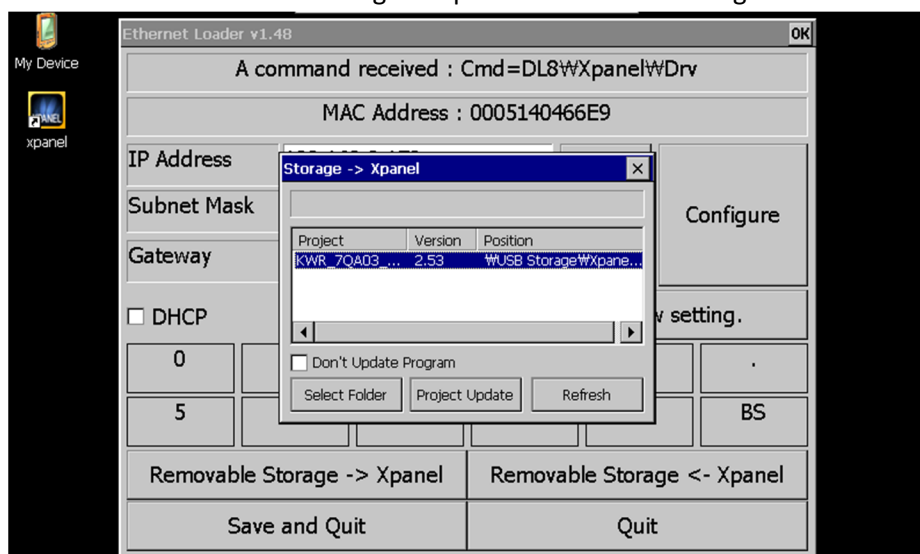 Ethernet Loader v1.48
OK
My Device
xpanel
A command received : Cmd=DL8₩Xpanel₩Drv
MAC Address : 0005140466E9
IP Address
Subnet Mask
Gateway
Configure
DHCP
setting.
Storage -> Xpanel
Project Version Position
KWR_7QA03_... 2.53 ₩USB Storage₩Xpane...
Don't Update Program
Select Folder Project Update Refresh
0 .
5 BS
Removable Storage -> Xpanel Removable Storage <- Xpanel
Save and Quit Quit